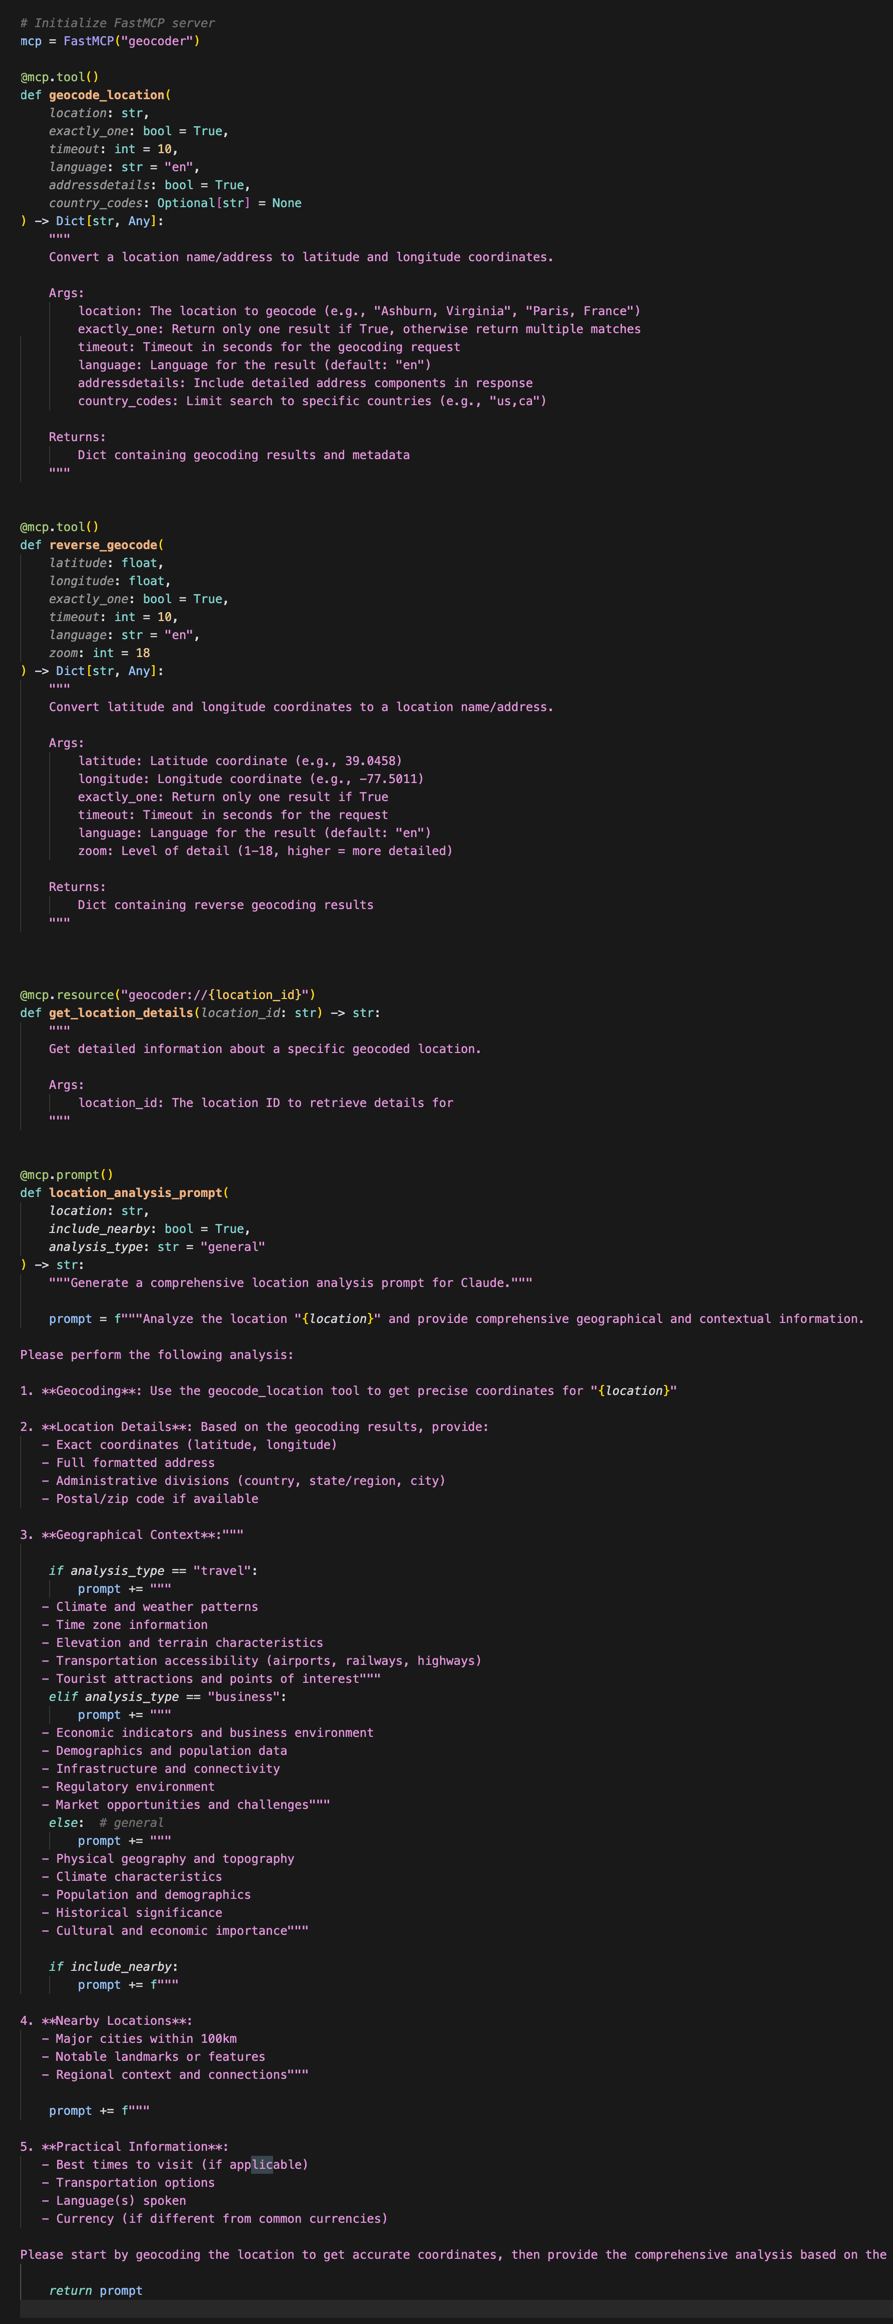 # Initialize FastMCP server
mcp = FastMCP("geocoder")
@mcp.tool()
def geocode_location(
    location: str,
    exactly_one: bool = True,
    timeout: int = 10,
    language: str = "en",
    addressdetails: bool = True,
    country_codes: Optional[str] = None
) -> Dict[str, Any]:
    """
    Convert a location name/address to latitude and longitude coordinates.
    Args:
        location: The location to geocode (e.g., "Ashburn, Virginia", "Paris, France")
        exactly_one: Return only one result if True, otherwise return multiple matches
        timeout: Timeout in seconds for the geocoding request
        language: Language for the result (default: "en")
        addressdetails: Include detailed address components in response
        country_codes: Limit search to specific countries (e.g., "us,ca")
    Returns:
        Dict containing geocoding results and metadata
    """
@mcp.tool()
def reverse_geocode(
    latitude: float,
    longitude: float,
    exactly_one: bool = True,
    timeout: int = 10,
    language: str = "en",
    zoom: int = 18
) -> Dict[str, Any]:
    """
    Convert latitude and longitude coordinates to a location name/address.
    Args:
        latitude: Latitude coordinate (e.g., 39.0458)
        longitude: Longitude coordinate (e.g., -77.5011)
        exactly_one: Return only one result if True
        timeout: Timeout in seconds for the request
        language: Language for the result (default: "en")
        zoom: Level of detail (1-18, higher = more detailed)
    Returns:
        Dict containing reverse geocoding results
    """
@mcp.resource("geocoder://{location_id}")
def get_location_details(location_id: str) -> str:
    """
    Get detailed information about a specific geocoded location.
    Args:
        location_id: The location ID to retrieve details for
    """
@mcp.prompt()
def location_analysis_prompt(
    location: str,
    include_nearby: bool = True,
    analysis_type: str = "general"
) -> str:
    """Generate a comprehensive location analysis prompt for Claude."""
    prompt = f"""Analyze the location "{location}" and provide comprehensive geographical and contextual information.
Please perform the following analysis:
1. **Geocoding**: Use the geocode_location tool to get precise coordinates for "{location}"
2. **Location Details**: Based on the geocoding results, provide:
   - Exact coordinates (latitude, longitude)
   - Full formatted address
   - Administrative divisions (country, state/region, city)
   - Postal/zip code if available
3. **Geographical Context**:"""
    if analysis_type == "travel":
        prompt += """
   - Climate and weather patterns
   - Time zone information
   - Elevation and terrain characteristics
   - Transportation accessibility (airports, railways, highways)
   - Tourist attractions and points of interest"""
    elif analysis_type == "business":
        prompt += """
   - Economic indicators and business environment
   - Demographics and population data
   - Infrastructure and connectivity
   - Regulatory environment
   - Market opportunities and challenges"""
    else:  # general
        prompt += """
   - Physical geography and topography
   - Climate characteristics
   - Population and demographics
   - Historical significance
   - Cultural and economic importance"""
    if include_nearby:
        prompt += f"""
4. **Nearby Locations**:
   - Major cities within 100km
   - Notable landmarks or features
   - Regional context and connections"""
    prompt += f"""
5. **Practical Information**:
   - Best times to visit (if applicable)
   - Transportation options
   - Language(s) spoken
   - Currency (if different from common currencies)
Please start by geocoding the location to get accurate coordinates, then provide the comprehensive analysis based on the
    return prompt